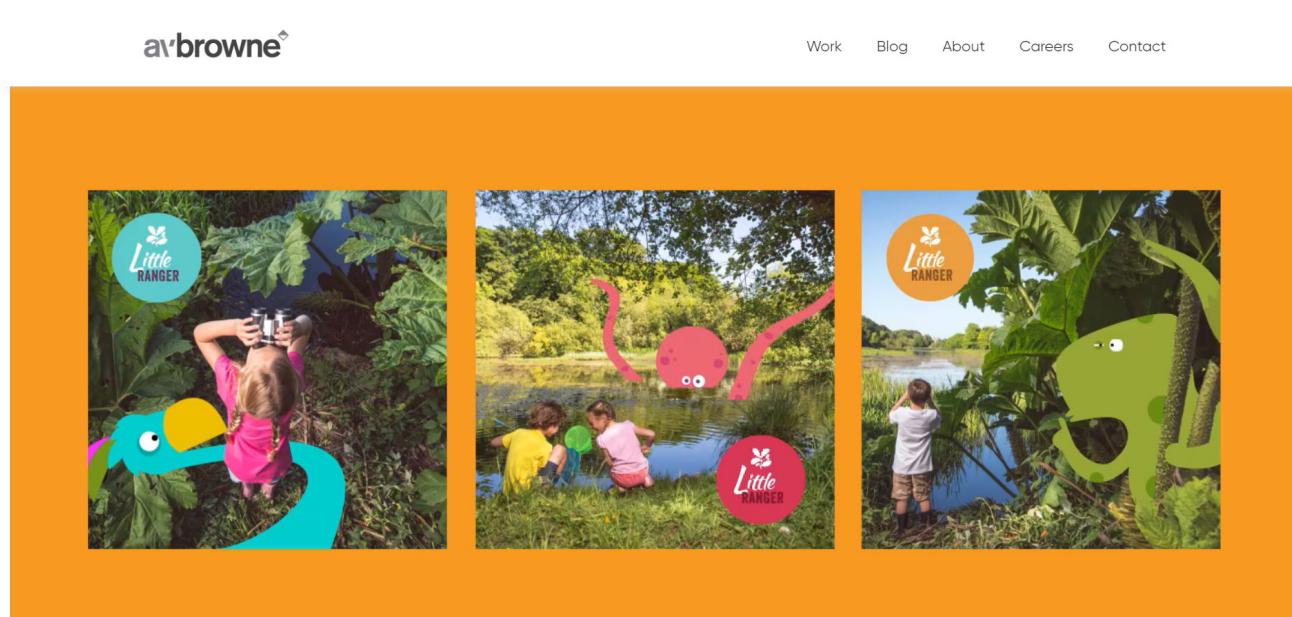 avbrowne
Work Blog About Careers Contact
Little
RANGER
Little
RANGER
Little
RANGER